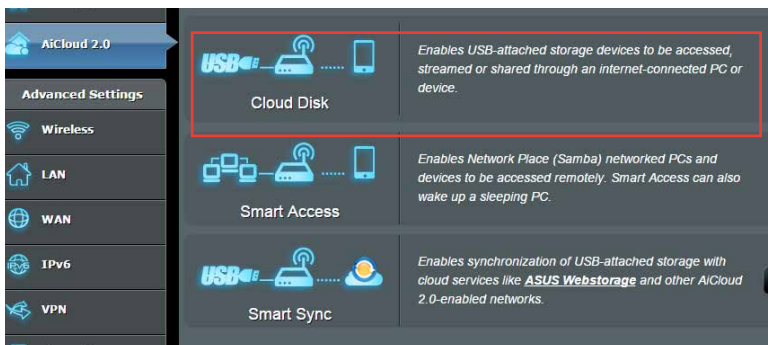 AiCloud 2.0
Advanced Settings
Wireless
LAN
WAN
IPv6
IPv6
VPN
USB
Cloud Disk
Enables USB-attached storage devices to be accessed,
streamed or shared through an internet-connected PC or
device.
Smart Access
Enables Network Place (Samba) networked PCs and
devices to be accessed remotely. Smart Access can also
wake up a sleeping PC.
USB
Smart Sync
Enables synchronization of USB-attached storage with
cloud services like ASUS Webstorage and other AiCloud
2.0-enabled networks.